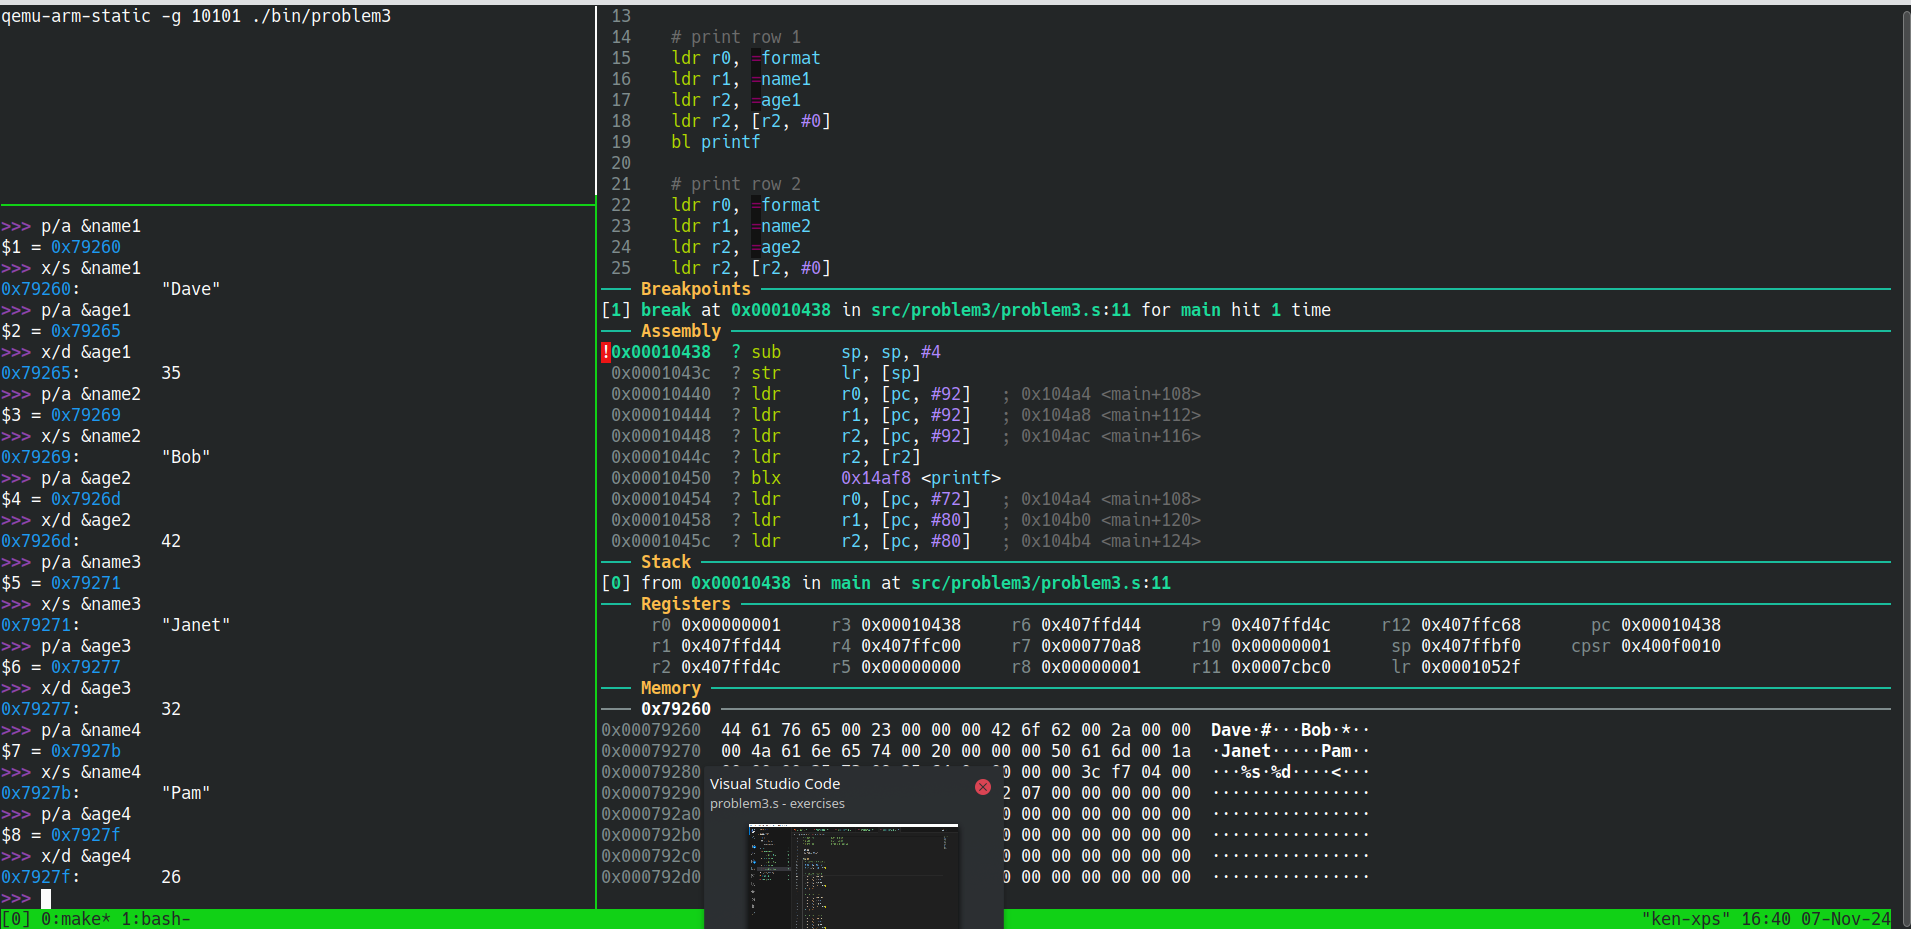 qemu-arm-static -g 10101 ./bin/problem3
>>> p/a &name1
$1 = 0x79260
>>> x/s &name1
0x79260:        "Dave"
>>> p/a &age1
$2 = 0x79265
>>> x/d &age1
0x79265:        35
>>> p/a &name2
$3 = 0x79269
>>> x/s &name2
0x79269:        "Bob"
>>> p/a &age2
$4 = 0x7926d
>>> x/d &age2
0x7926d:        42
>>> p/a &name3
$5 = 0x79271
>>> x/s &name3
0x79271:        "Janet"
>>> p/a &age3
$6 = 0x79277
>>> x/d &age3
0x79277:        32
>>> p/a &name4
$7 = 0x7927b
>>> x/s &name4
0x7927b:        "Pam"
>>> p/a &age4
$8 = 0x7927f
>>> x/d &age4
0x7927f:        26
>>>
13
14    # print row 1
15    ldr r0, =format
16    ldr r1, =name1
17    ldr r2, =age1
18    ldr r2, [r2, #0]
19    bl printf
20
21    # print row 2
22    ldr r0, =format
23    ldr r1, =name2
24    ldr r2, =age2
25    ldr r2, [r2, #0]
Breakpoints
[1] break at 0x00010438 in src/problem3/problem3.s:11 for main hit 1 time
Assembly
!0x00010438  ? sub      sp, sp, #4
0x0001043c  ? str      lr, [sp]
0x00010440  ? ldr      r0, [pc, #92]   ; 0x104a4 <main+108>
0x00010444  ? ldr      r1, [pc, #92]   ; 0x104a8 <main+112>
0x00010448  ? ldr      r2, [pc, #92]   ; 0x104ac <main+116>
0x0001044c  ? ldr      r2, [r2]
0x00010450  ? blx      0x14af8 <printf>
0x00010454  ? ldr      r0, [pc, #72]   ; 0x104a4 <main+108>
0x00010458  ? ldr      r1, [pc, #80]   ; 0x104b0 <main+120>
0x0001045c  ? ldr      r2, [pc, #80]   ; 0x104b4 <main+124>
Stack
[0] from 0x00010438 in main at src/problem3/problem3.s:11
Registers
r0 0x00000001     r3 0x00010438     r6 0x407ffd44     r9 0x407ffd4c     r12 0x407ffc68     pc 0x00010438
r1 0x407ffd44     r4 0x407ffc00     r7 0x000770a8     r10 0x00000001     sp 0x407ffbf0     cpsr 0x400f0010
r2 0x407ffd4c     r5 0x00000000     r8 0x00000001     r11 0x0007cbc0     lr 0x0001052f
Memory
0x79260
0x00079260  44 61 76 65 00 23 00 00 00 42 6f 62 00 2a 00 00  Dave·#···Bob·*··
0x00079270  00 4a 61 6e 65 74 00 20 00 00 00 50 61 6d 00 1a  ·Janet·····Pam··
0x00079280  00 00 00 3c f7 04 00  ···%s·%d····<···
0x00079290  07 00 00 00 00 00  ················
0x000792a0  00 00 00 00 00 00  ················
0x000792b0  00 00 00 00 00 00  ················
0x000792c0  00 00 00 00 00 00  ················
0x000792d0  00 00 00 00 00 00  ················
Visual Studio Code
problem3.s - exercises
[0] 0:make* 1:bash-    "ken-xps" 16:40 07-Nov-24